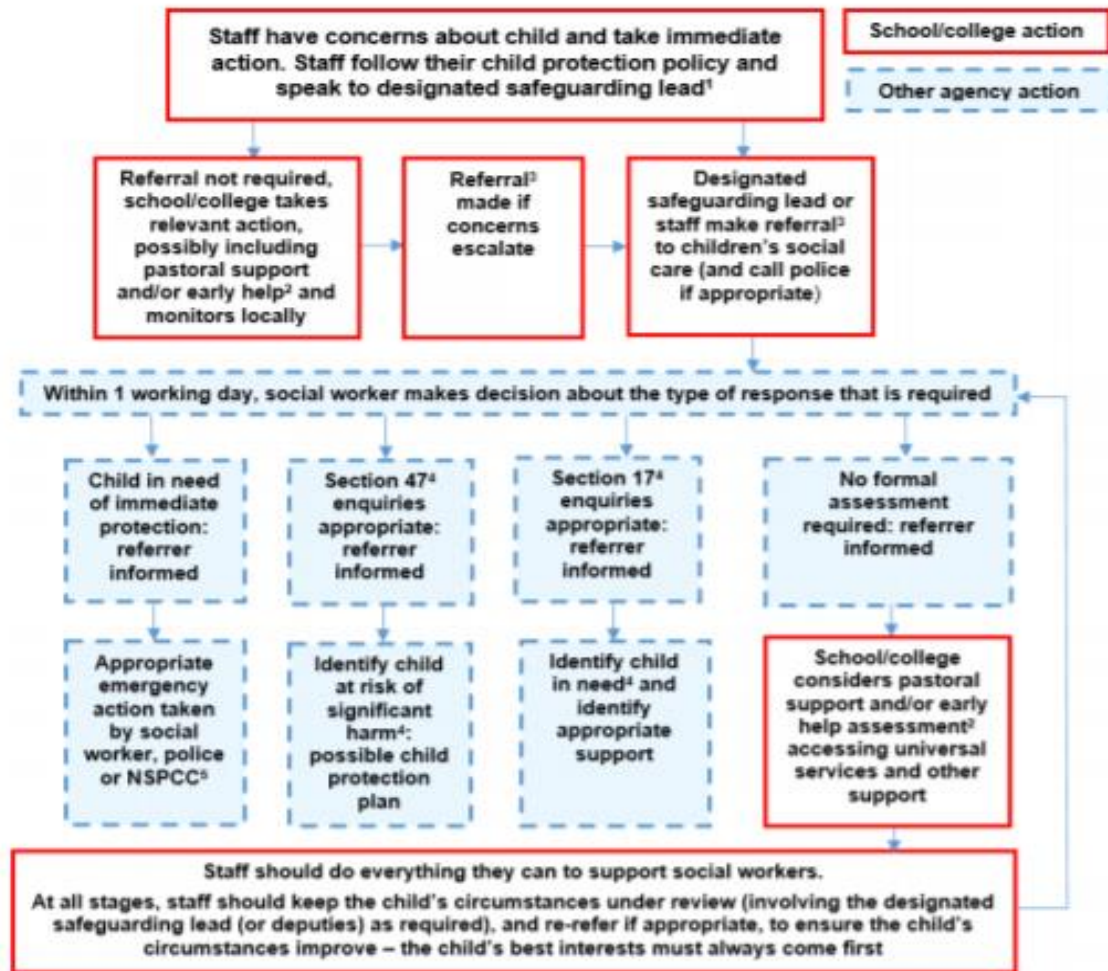 Staff have concerns about child and take immediate
action. Staff follow their child protection policy and
speak to designated safeguarding lead¹
School/college action
Other agency action
Referral not required,
school/college takes
relevant action,
possibly including
pastoral support
and/or early help² and
monitors locally
Referral³
made if
concerns
escalate
Designated
safeguarding lead or
staff make referral³
to children's social
care (and call police
if appropriate)
Within 1 working day, social worker makes decision about the type of response that is required
Child in need
of immediate
protection:
referrer
informed
Section 47⁴
enquiries
appropriate:
referrer
informed
Section 17⁴
enquiries
appropriate:
referrer
informed
No formal
assessment
required: referrer
informed
Appropriate
emergency
action taken
by social
worker, police
or NSPCC⁵
Identify child
at risk of
significant
harm⁴:
possible child
protection
plan
Identify child
in need⁴ and
identify
appropriate
support
School/college
considers pastoral
support and/or early
help assessment²
accessing universal
services and other
support
Staff should do everything they can to support social workers.
At all stages, staff should keep the child's circumstances under review (involving the designated
safeguarding lead (or deputies) as required), and re-refer if appropriate, to ensure the child's
circumstances improve – the child's best interests must always come first